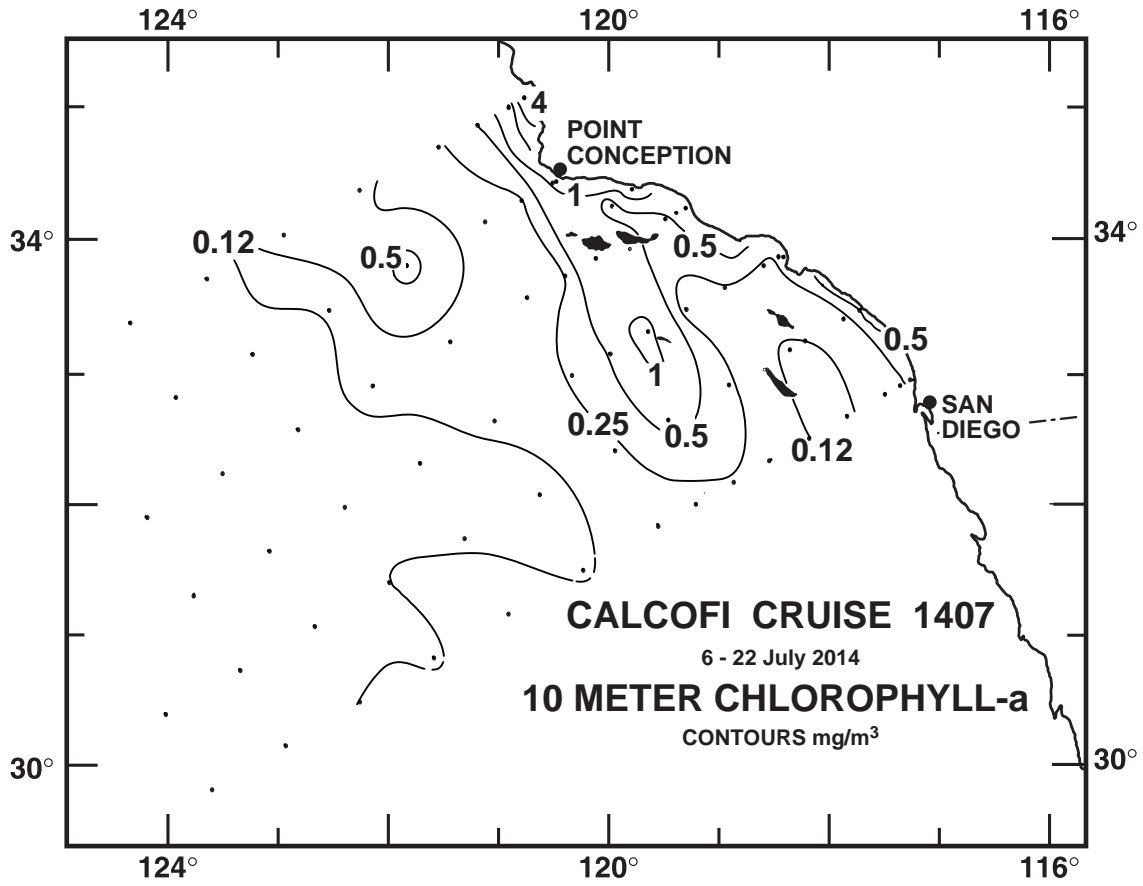 124° 120° 116°
4
POINT
CONCEPTION
1
34° 0.12 0.5 0.5 34°
0.5
1
0.25 0.5 0.12
SAN
DIEGO
CALCOFI CRUISE 1407
6 - 22 July 2014
10 METER CHLOROPHYLL-a
CONTOURS mg/m³
30° 30°
124° 120° 116°